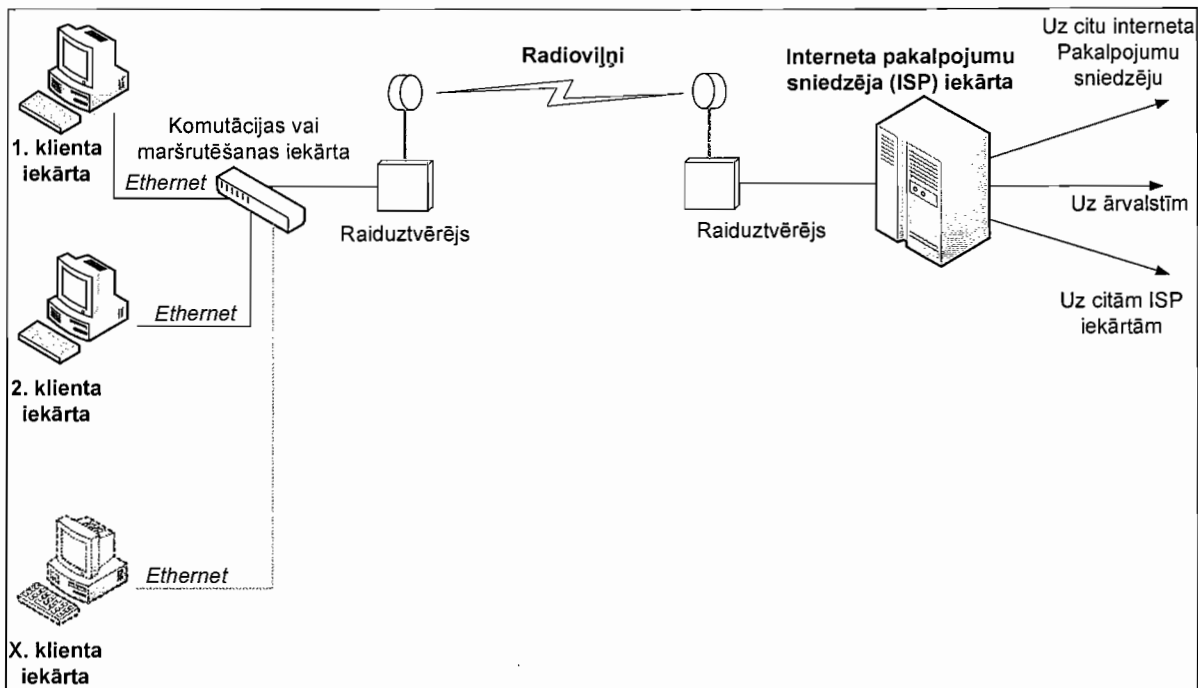 Uz citu interneta
Pakalpojumu
sniedzēju
Radioviļņi
Interneta pakalpojumu
sniedzēja (ISP) iekārta
Komutācijas vai
maršrutēšanas iekārta
1. klienta
iekārta
Ethernet
Raiduztvērējs
Raiduztvērējs
Uz ārvalstīm
Ethernet
Uz citām ISP
iekārtām
2. klienta
iekārta
Ethernet
X. klienta
iekārta